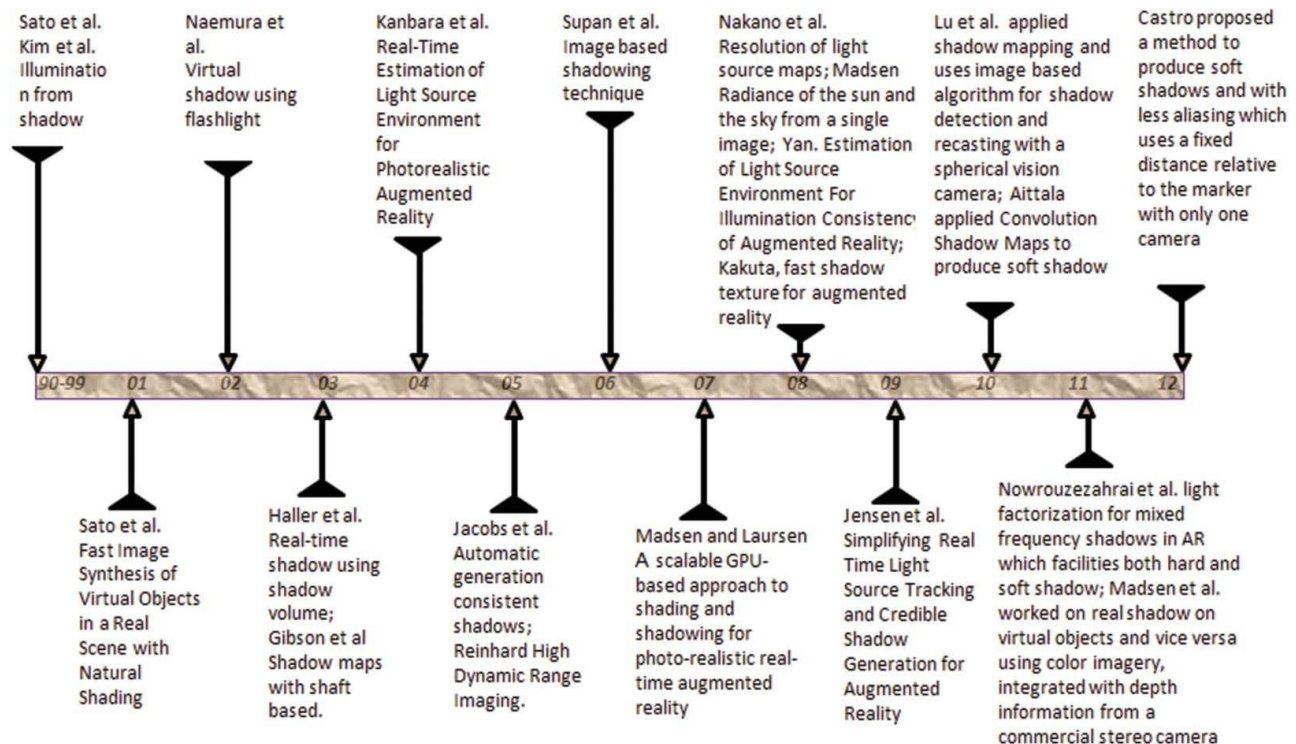 Sato et al.
Kim et al.
Illuminatio
n from
shadow
Naemura et
al.
Virtual
shadow using
flashlight
Kanbara et al.
Real-Time
Estimation of
Light Source
Environment
for
Photorealistic
Augmented
Reality
Supan et al.
Image based
shadowing
technique
Nakano et al.
Resolution of light
source maps; Madsen
Radiance of the sun and
the sky from a single
image; Yan. Estimation
of Light Source
Environment For
Illumination Consistency
of Augmented Reality;
Kakuta, fast shadow
texture for augmented
reality
Lu et al. applied
shadow mapping and
uses image based
algorithm for shadow
detection and
recasting with a
spherical vision
camera; Aittala
applied Convolution
Shadow Maps to
produce soft shadow
Castro proposed
a method to
produce soft
shadows and with
less aliasing which
uses a fixed
distance relative
to the marker
with only one
camera
90-99 01 02 03 04 05 06 07 08 09 10 11 12
Sato et al.
Fast Image
Synthesis of
Virtual Objects
in a Real
Scene with
Natural
Shading
Haller et al.
Real-time
shadow using
shadow
volume;
Gibson et al
Shadow maps
with shaft
based.
Jacobs et al.
Automatic
generation
consistent
shadows;
Reinhard High
Dynamic Range
Imaging.
Madsen and Laursen
A scalable GPU-
based approach to
shading and
shadowing for
photo-realistic real-
time augmented
reality
Jensen et al.
Simplifying Real
Time Light
Source Tracking
and Credible
Shadow
Generation for
Augmented
Reality
Nowrouzezahrai et al. light
factorization for mixed
frequency shadows in AR
which facilities both hard and
soft shadow; Madsen et al.
worked on real shadow on
virtual objects and vice versa
using color imagery,
integrated with depth
information from a
commercial stereo camera